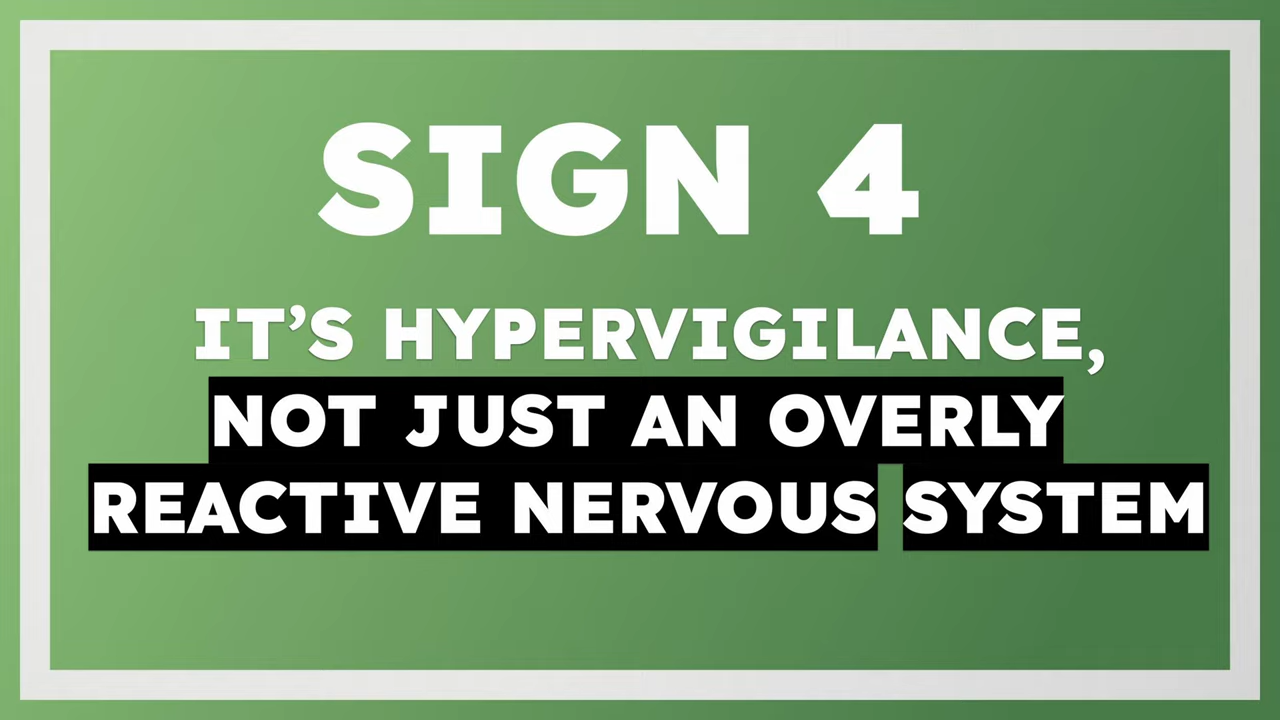 SIGN 4
IT’S HYPERVIGILANCE,
NOT JUST AN OVERLY
REACTIVE NERVOUS SYSTEM